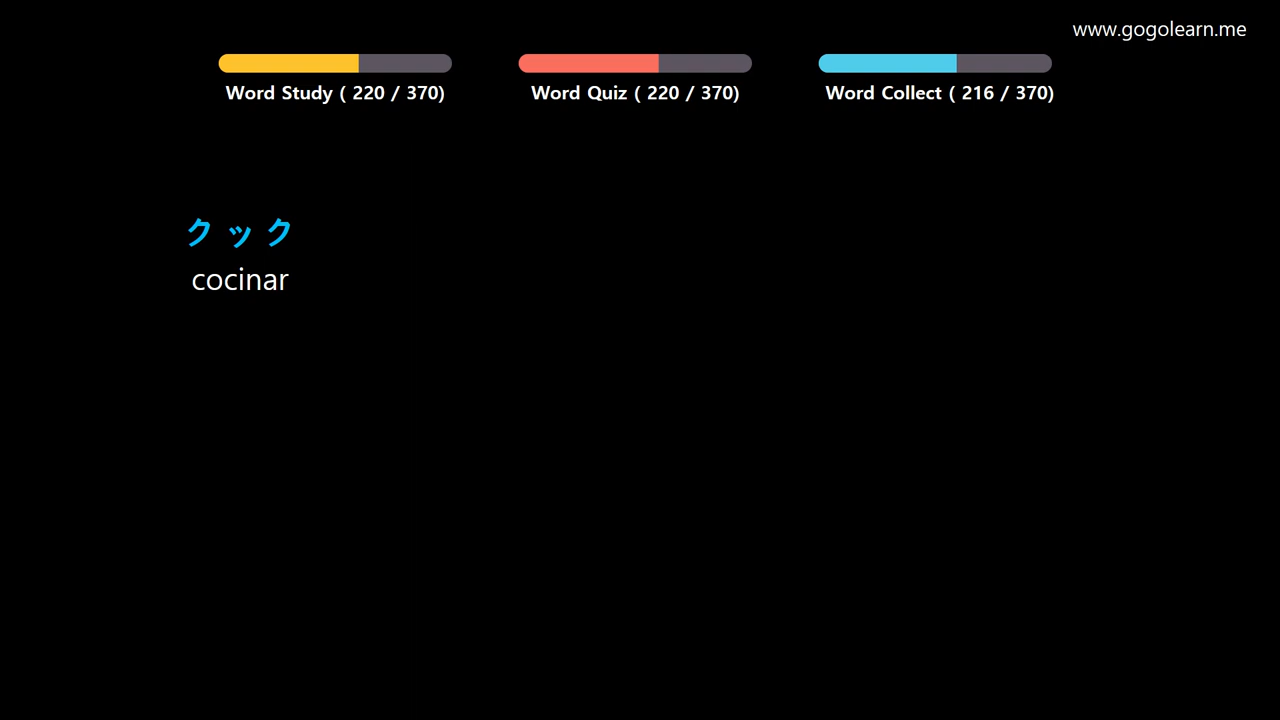 www.gogolearn.me
Word Study ( 220 / 370)
Word Quiz ( 220 / 370)
Word Collect ( 216 / 370)
クック
cocinar